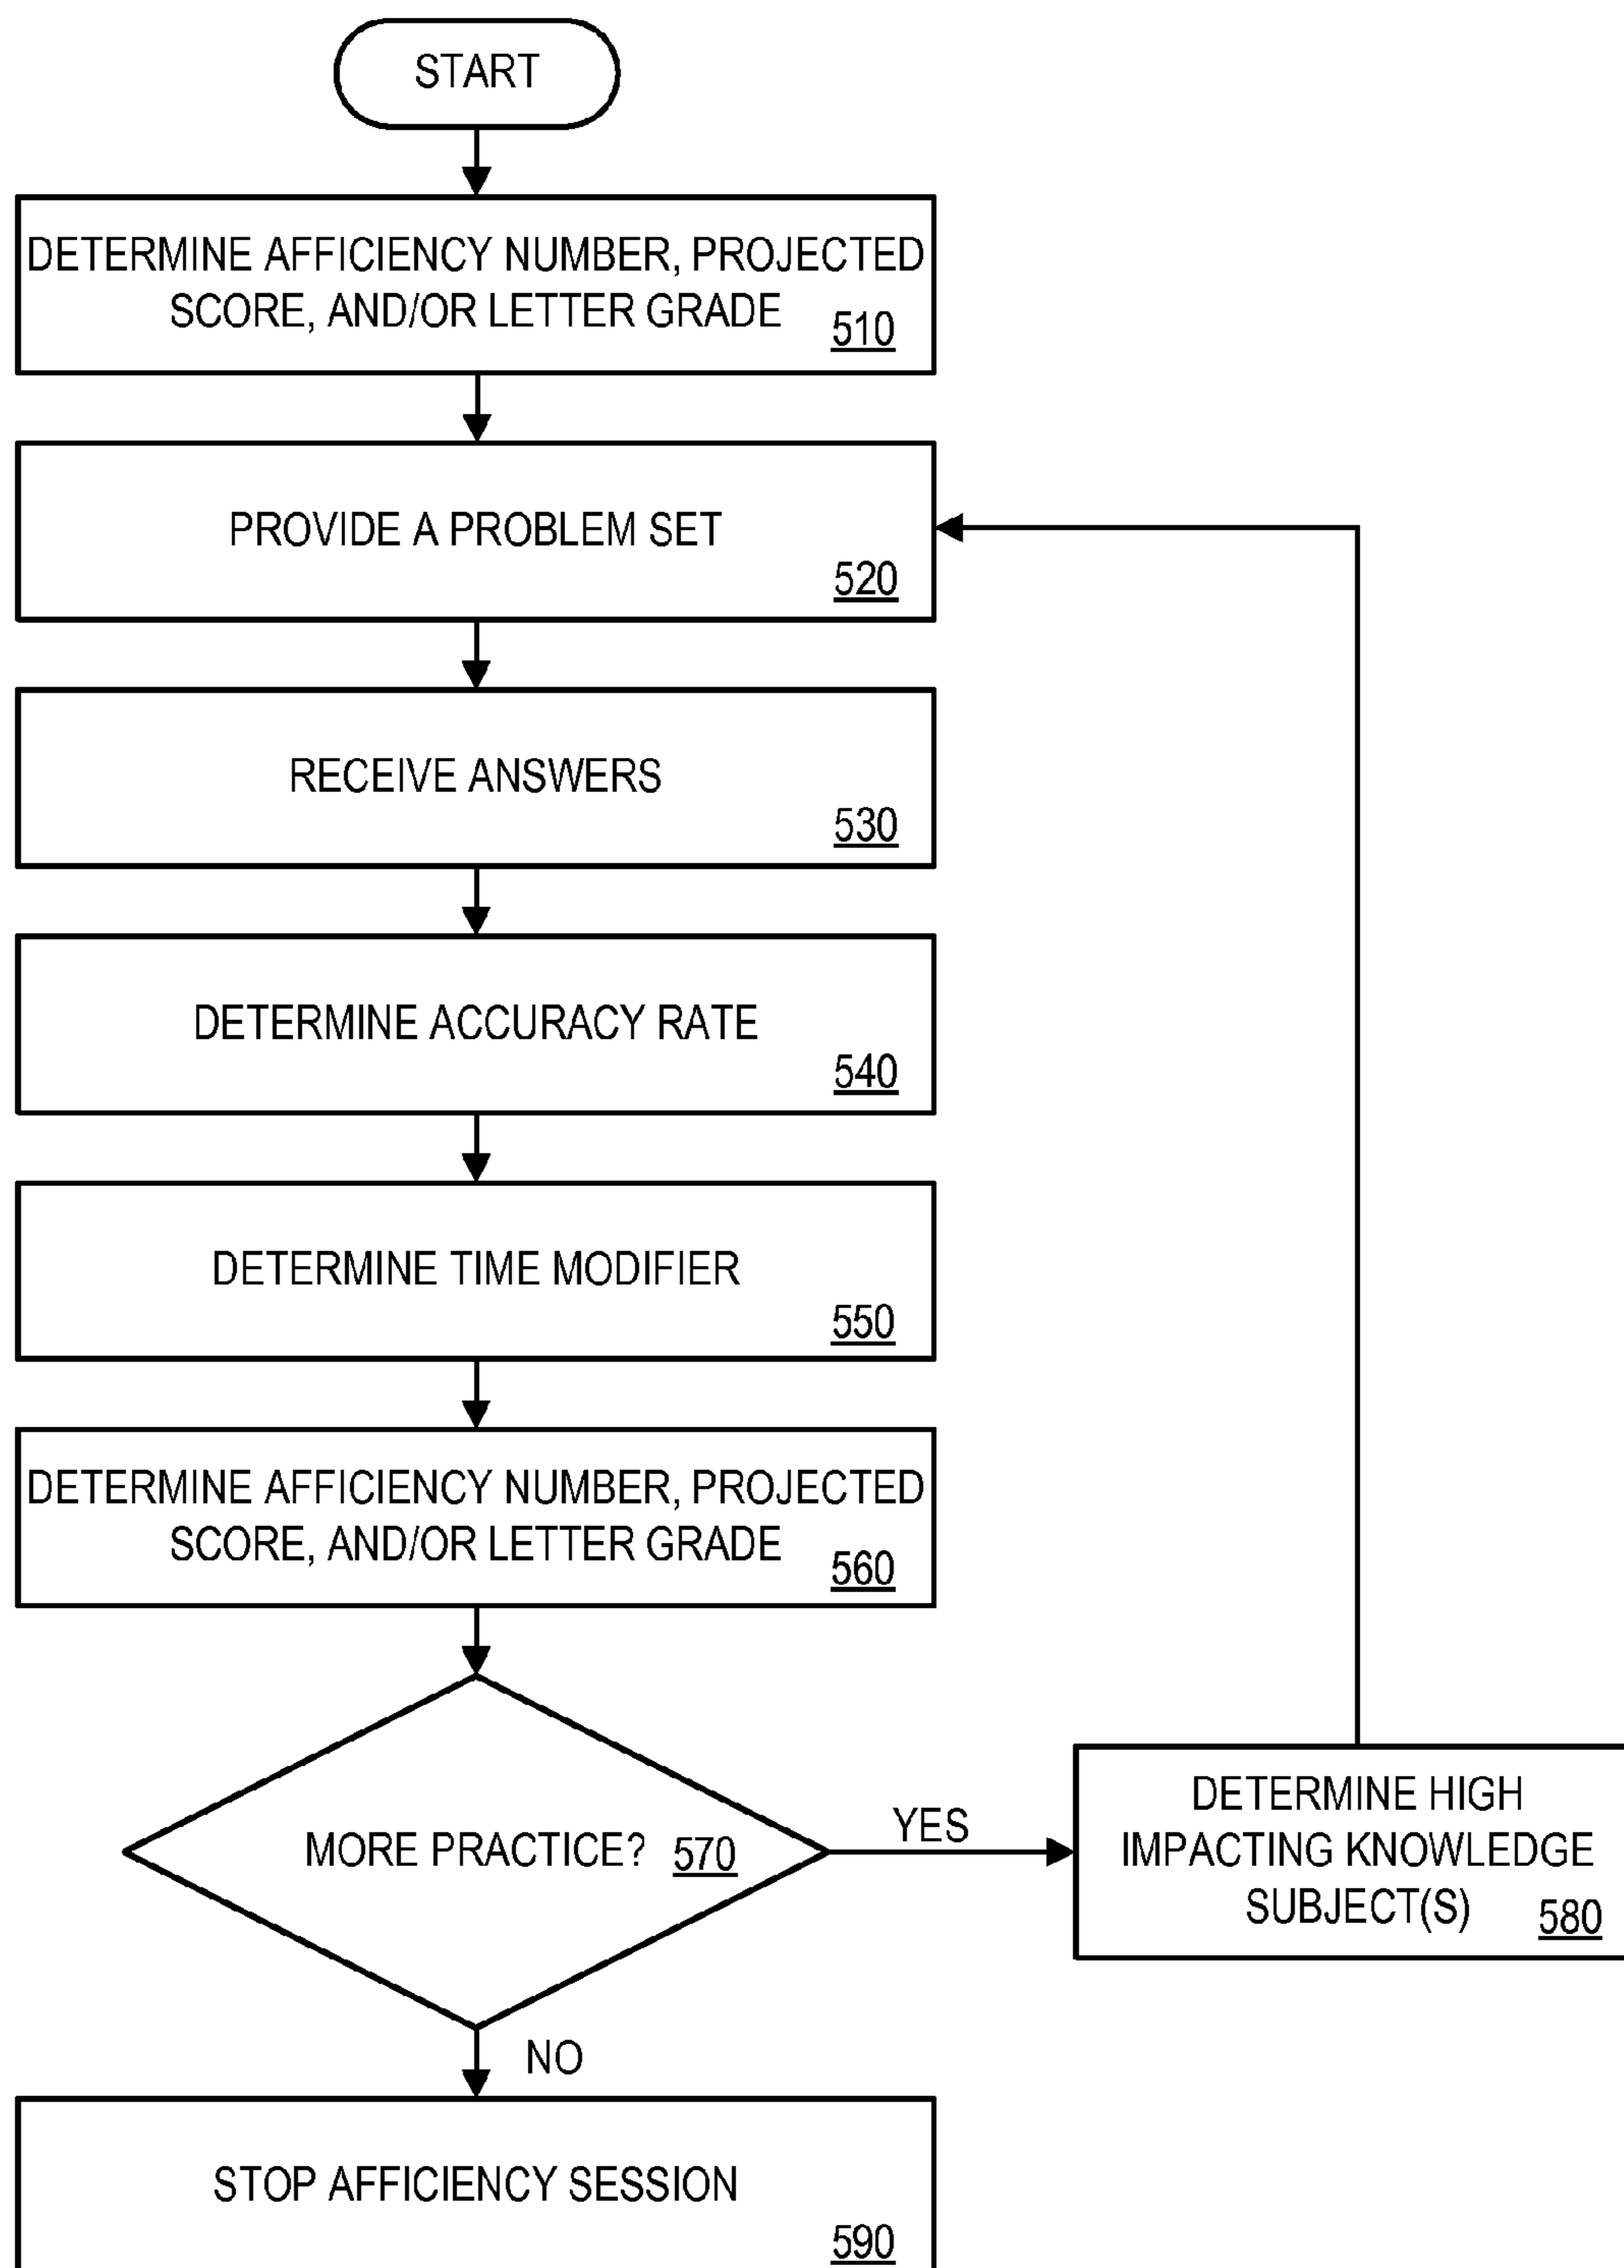 START
DETERMINE AFFICIENCY NUMBER, PROJECTED
SCORE, AND/OR LETTER GRADE
510
PROVIDE A PROBLEM SET
520
RECEIVE ANSWERS
530
DETERMINE ACCURACY RATE
540
DETERMINE TIME MODIFIER
550
DETERMINE AFFICIENCY NUMBER, PROJECTED
SCORE, AND/OR LETTER GRADE
560
MORE PRACTICE? 570
YES
DETERMINE HIGH
IMPACTING KNOWLEDGE
SUBJECT(S)
580
NO
STOP AFFICIENCY SESSION
590